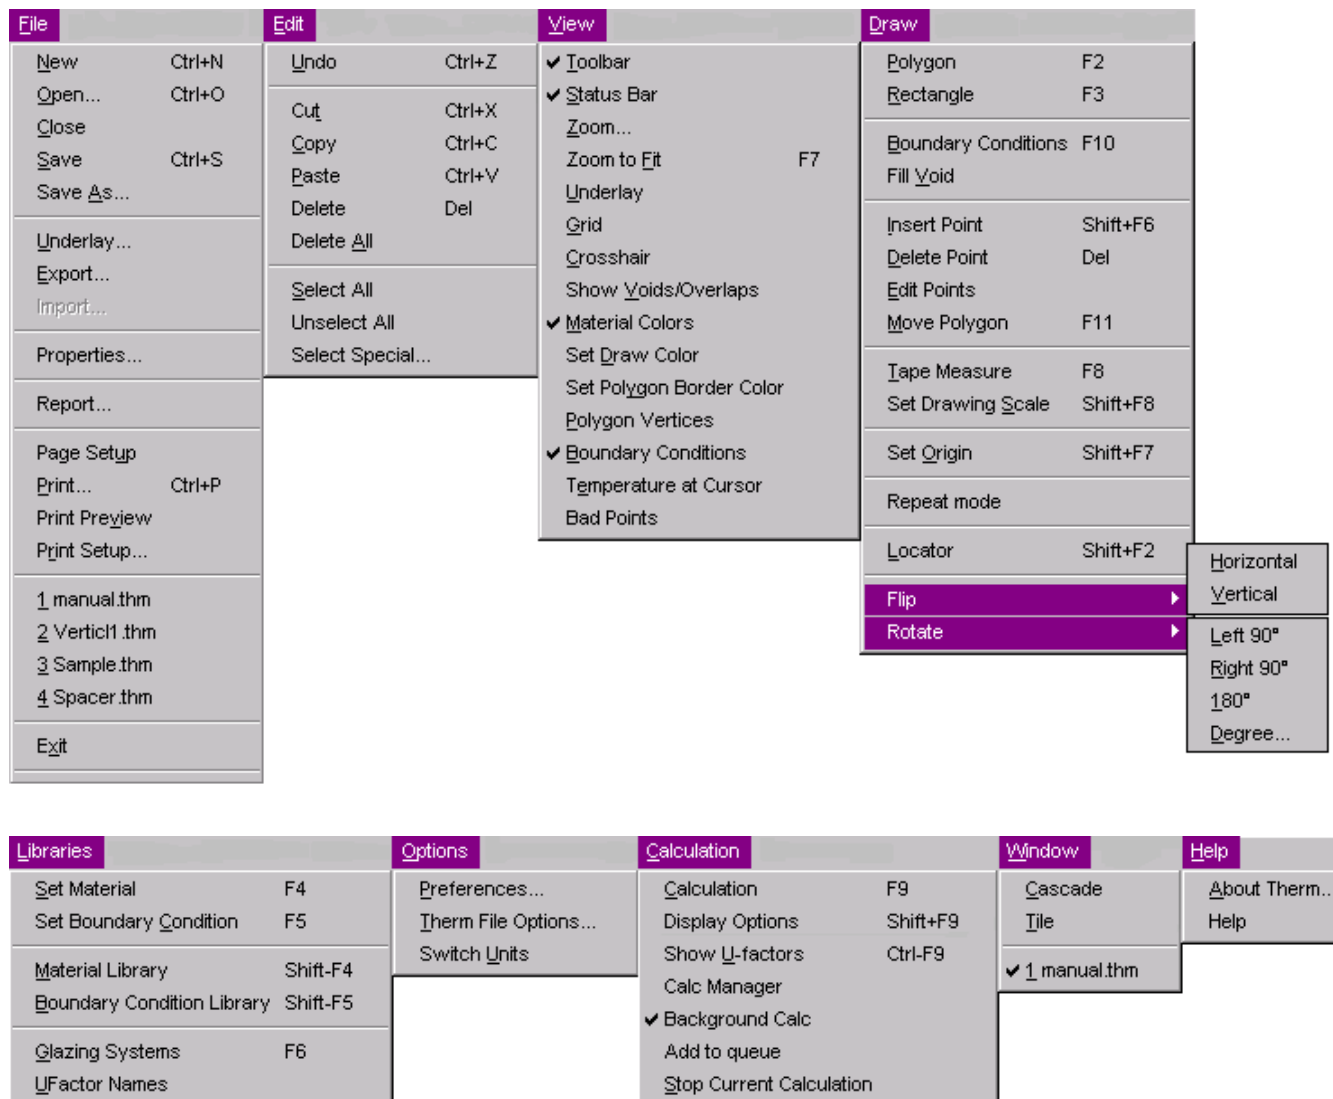 File
New Ctrl+N
Open... Ctrl+O
Close
Save Ctrl+S
Save As...
Underlay...
Export...
Import...
Properties...
Report...
Page Setup
Print... Ctrl+P
Print Preview
Print Setup...
1 manual.thm
2 Verticl1.thm
3 Sample.thm
4 Spacer.thm
Exit
Edit
Undo Ctrl+Z
Cut Ctrl+X
Copy Ctrl+C
Paste Ctrl+V
Delete Del
Delete All
Select All
Unselect All
Select Special...
View
✔ Toolbar
✔ Status Bar
Zoom...
Zoom to Fit F7
Underlay
Grid
Crosshair
Show Voids/Overlaps
✔ Material Colors
Set Draw Color
Set Polygon Border Color
Polygon Vertices
✔ Boundary Conditions
Temperature at Cursor
Bad Points
Draw
Polygon F2
Rectangle F3
Boundary Conditions F10
Fill Void
Insert Point Shift+F6
Delete Point Del
Edit Points
Move Polygon F11
Tape Measure F8
Set Drawing Scale Shift+F8
Set Origin Shift+F7
Repeat mode
Locator Shift+F2
Flip
Rotate
Horizontal
Vertical
Left 90°
Right 90°
180°
Degree...
Libraries
Set Material F4
Set Boundary Condition F5
Material Library Shift-F4
Boundary Condition Library Shift-F5
Glazing Systems F6
UFactor Names
Options
Preferences...
Therm File Options...
Switch Units
Calculation
Calculation F9
Display Options Shift+F9
Show U-factors Ctrl-F9
Calc Manager
✔ Background Calc
Add to queue
Stop Current Calculation
Window
Cascade
Tile
✔ 1 manual.thm
Help
About Therm..
Help